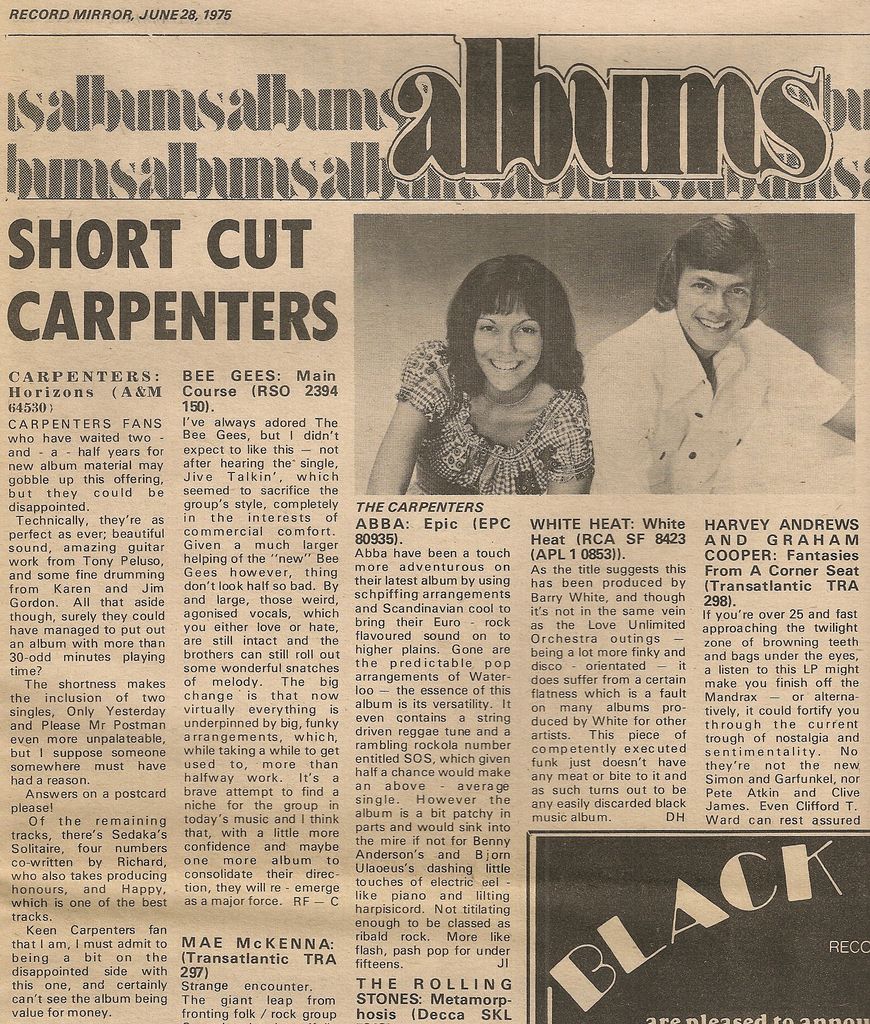 RECORD MIRROR, JUNE 28, 1975
albums
SHORT CUT
CARPENTERS
CARPENTERS:
Horizons (A&M
64530)
CARPENTERS FANS
who have waited two -
and - a - half years for
new album material may
gobble up this offering,
but they could be
disappointed.
Technically, they're as
perfect as ever; beautiful
sound, amazing guitar
work from Tony Peluso,
and some fine drumming
from Karen and Jim
Gordon. All that aside
though, surely they could
have managed to put out
an album with more than
30-odd minutes playing
time?
The shortness makes
the inclusion of two
singles, Only Yesterday
and Please Mr Postman
even more unpalateable,
but I suppose someone
somewhere must have
had a reason.
Answers on a postcard
please!
Of the remaining
tracks, there's Sedaka's
Solitaire, four numbers
co-written by Richard,
who also takes producing
honours, and Happy,
which is one of the best
tracks.
Keen Carpenters fan
that I am, I must admit to
being a bit on the
disappointed side with
this one, and certainly
can't see the album being
value for money.
BEE GEES: Main
Course (RSO 2394
150).
I've always adored The
Bee Gees, but I didn't
expect to like this — not
after hearing the single,
Jive Talkin', which
seemed to sacrifice the
group's style, completely
in the interests of
commercial comfort.
Given a much larger
helping of the "new" Bee
Gees however, thing
don't look half so bad. By
and large, those weird,
agonised vocals, which
you either love or hate,
are still intact and the
brothers can still roll out
some wonderful snatches
of melody. The big
change is that now
virtually everything is
underpinned by big, funky
arrangements, which,
while taking a while to get
used to, more than
halfway work. It's a
brave attempt to find a
niche for the group in
today's music and I think
that, with a little more
confidence and maybe
one more album to
consolidate their direc-
tion, they will re - emerge
as a major force. RF — C
MAE McKENNA:
(Transatlantic TRA
297)
Strange encounter.
The giant leap from
fronting folk / rock group
THE CARPENTERS
ABBA: Epic (EPC
80935).
Abba have been a touch
more adventurous on
their latest album by using
schpiffing arrangements
and Scandinavian cool to
bring their Euro - rock
flavoured sound on to
higher plains. Gone are
the predictable pop
arrangements of Water-
loo — the essence of this
album is its versatility. It
even contains a string
driven reggae tune and a
rambling rockola number
entitled SOS, which given
half a chance would make
an above - average
single. However the
album is a bit patchy in
parts and would sink into
the mire if not for Benny
Anderson's and Bjorn
Ulaoeus's dashing little
touches of electric eel -
like piano and lilting
harpisicord. Not titilating
enough to be classed as
ribald rock. More like
flash, pash pop for under
fifteens. JI
THE ROLLING
STONES: Metamorp-
hosis (Decca SKL
WHITE HEAT: White
Heat (RCA SF 8423
(APL 1 0853)).
As the title suggests this
has been produced by
Barry White, and though
it's not in the same vein
as the Love Unlimited
Orchestra outings —
being a lot more finky and
disco - orientated — it
does suffer from a certain
flatness which is a fault
on many albums pro-
duced by White for other
artists. This piece of
competently executed
funk just doesn't have
any meat or bite to it and
as such turns out to be
any easily discarded black
music album. DH
HARVEY ANDREWS
AND GRAHAM
COOPER: Fantasies
From A Corner Seat
(Transatlantic TRA
298).
If you're over 25 and fast
approaching the twilight
zone of browning teeth
and bags under the eyes,
a listen to this LP might
make you finish off the
Mandrax — or alterna-
tively, it could fortify you
through the current
trough of nostalgia and
sentimentality. No
they're not the new
Simon and Garfunkel, nor
Pete Atkin and Clive
James. Even Clifford T.
Ward can rest assured
BLACK
RECO
are pleased to annou